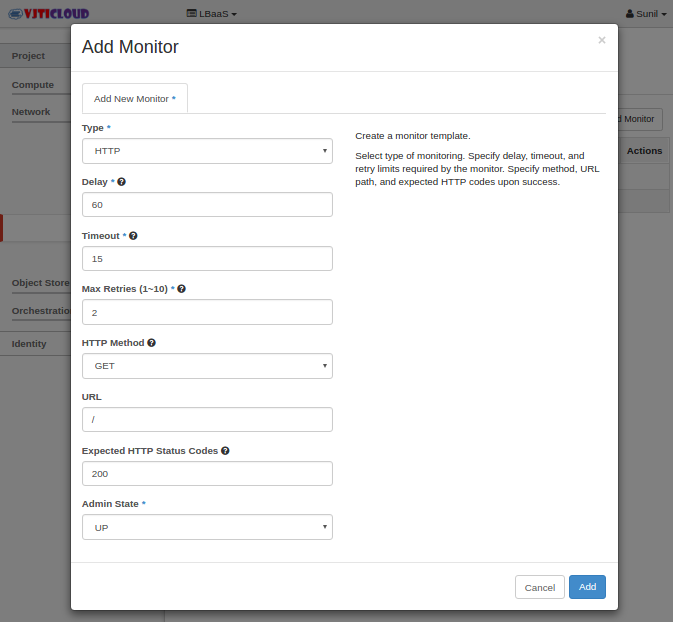 VJTICLOUD
LBaaS
Sunil
Add Monitor
×
Project
Compute
Network
Object Store
Identity
d Monitor
Actions
Add New Monitor *
Type *
HTTP
Delay *
60
Timeout *
15
Max Retries (1~10) *
2
HTTP Method
GET
URL
/
Expected HTTP Status Codes
200
Admin State *
UP
Create a monitor template.
Select type of monitoring. Specify delay, timeout, and
retry limits required by the monitor. Specify method, URL
path, and expected HTTP codes upon success.
Cancel
Add